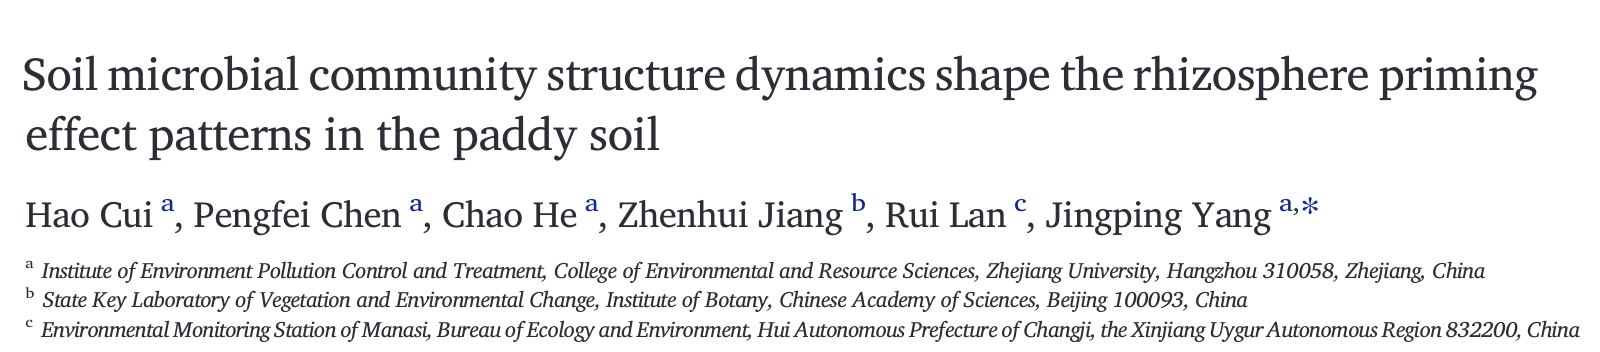 Soil microbial community structure dynamics shape the rhizosphere priming
effect patterns in the paddy soil
Hao Cui a, Pengfei Chen a, Chao He a, Zhenhui Jiang b, Rui Lan c, Jingping Yang a,*
a Institute of Environment Pollution Control and Treatment, College of Environmental and Resource Sciences, Zhejiang University, Hangzhou 310058, Zhejiang, China
b State Key Laboratory of Vegetation and Environmental Change, Institute of Botany, Chinese Academy of Sciences, Beijing 100093, China
c Environmental Monitoring Station of Manasi, Bureau of Ecology and Environment, Hui Autonomous Prefecture of Changji, the Xinjiang Uygur Autonomous Region 832200, China